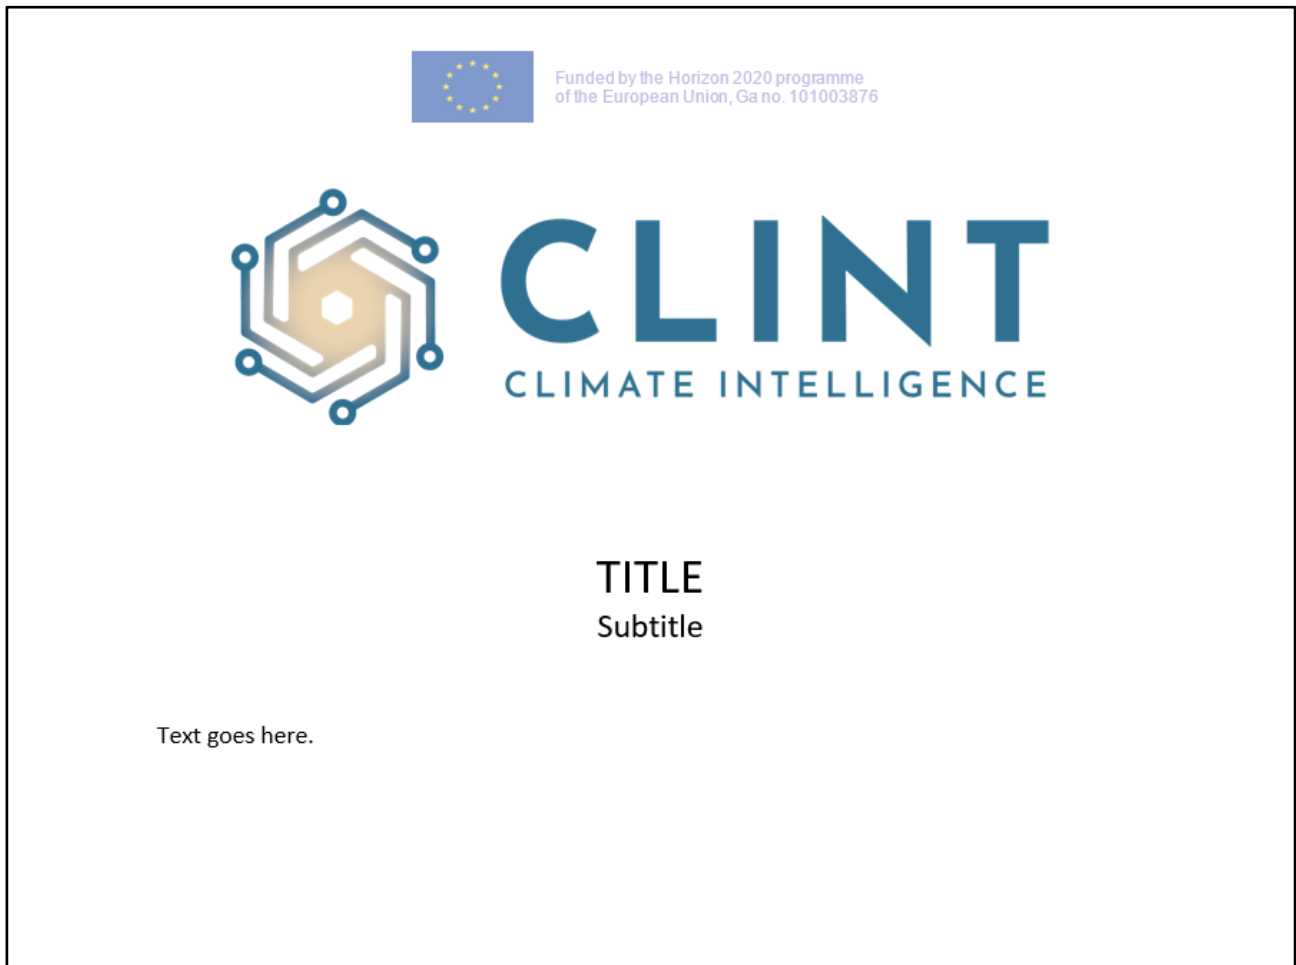 Funded by the Horizon 2020 programme
of the European Union, Ga no. 101003876
CLINT
CLIMATE INTELLIGENCE
TITLE
Subtitle
Text goes here.